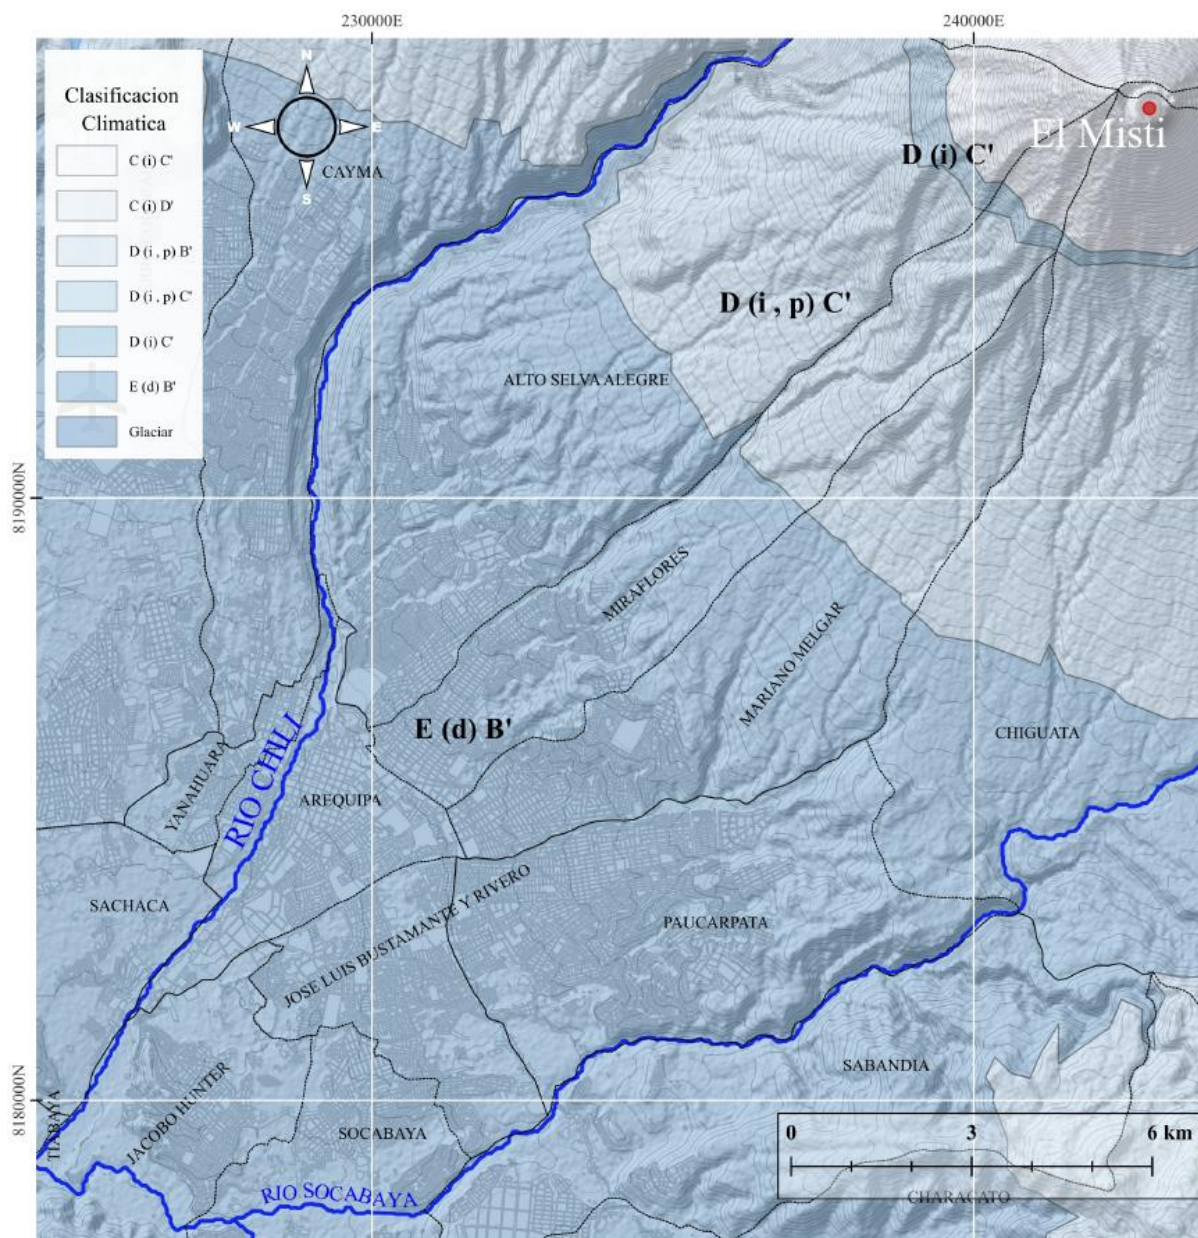 230000E
240000E
Clasificacion
Climatica
C (i) C'
C (i) D'
D (i , p) B'
D (i , p) C'
D (i) C'
E (d) B'
Glaciar
N
W
E
S
CAYMA
El Misti
D (i) C'
D (i , p) C'
ALTO SELVA ALEGRE
8190000N
MIRAFLORES
MARIANO MELGAR
E (d) B'
CHIGUATA
YANAHUARA
RIO CHILI
AREQUIPA
SACHACA
JOSE LUIS BUSTAMANTE Y RIVERO
PAUCARPATA
SABANDIA
8180000N
TIABAYA
JACOBO HUNTER
SOCABAYA
RIO SOCABAYA
0 3 6 km
CHARACATO